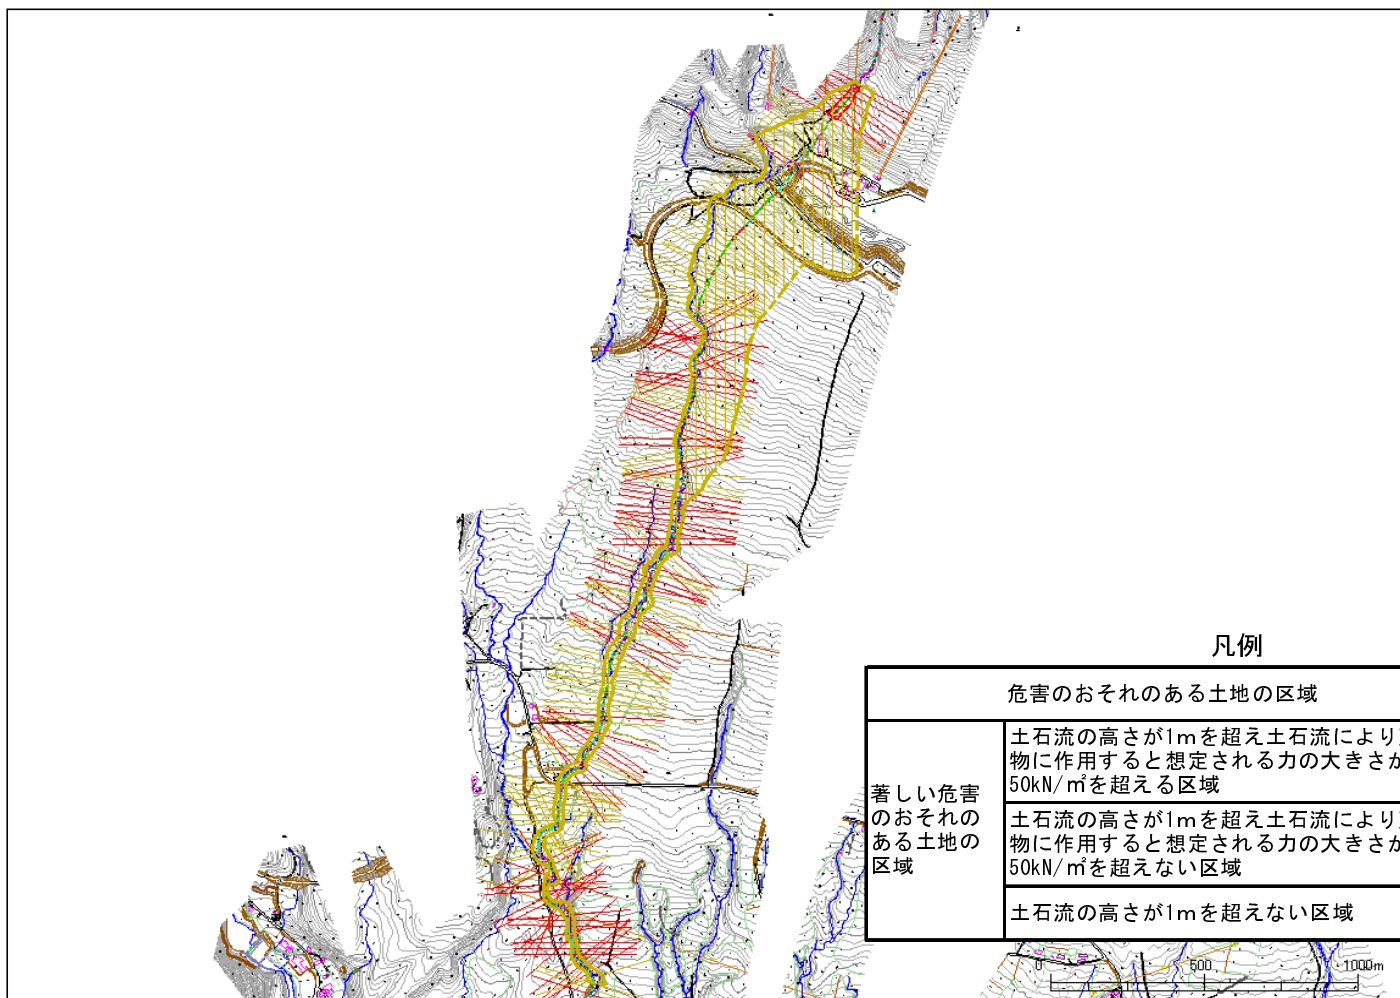 凡例
危害のおそれのある土地の区域
著しい危害
のおそれの
ある土地の
区域
土石流の高さが1mを超え土石流により
物に作用すると想定される力の大きさが
50kN/㎡を超える区域
土石流の高さが1mを超え土石流により
物に作用すると想定される力の大きさが
50kN/㎡を超えない区域
土石流の高さが1mを超えない区域
0 500 1000m